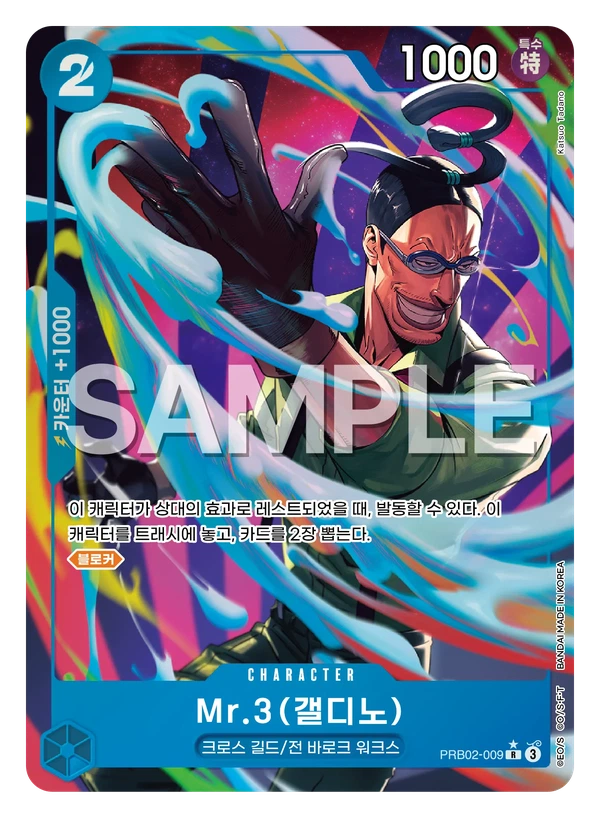 2
1000
특수
特
Katsuo Tadano
카운터 +1000
SAMPLE
이 캐릭터가 상대의 효과로 레스트되었을 때, 발동할 수 있다. 이
캐릭터를 트래시에 놓고, 카드를 2장 뽑는다.
블로커
BANDAI MADE IN KOREA
©EO/S ©O/S·F·T
CHARACTER
Mr.3(갤디노)
크로스 길드/전 바로크 워크스
PRB02-009 ★ R 3